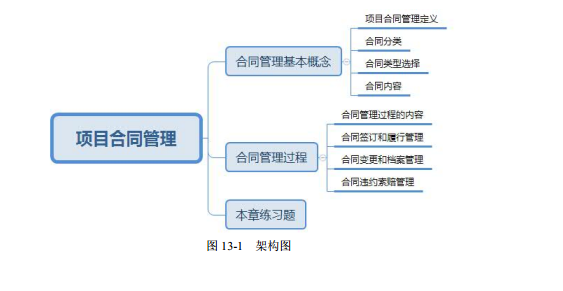 项目合同管理
合同管理基本概念
项目合同管理定义
合同分类
合同类型选择
合同内容
合同管理过程
合同管理过程的内容
合同签订和履行管理
合同变更和档案管理
合同违约索赔管理
本章练习题
图 13-1 架构图